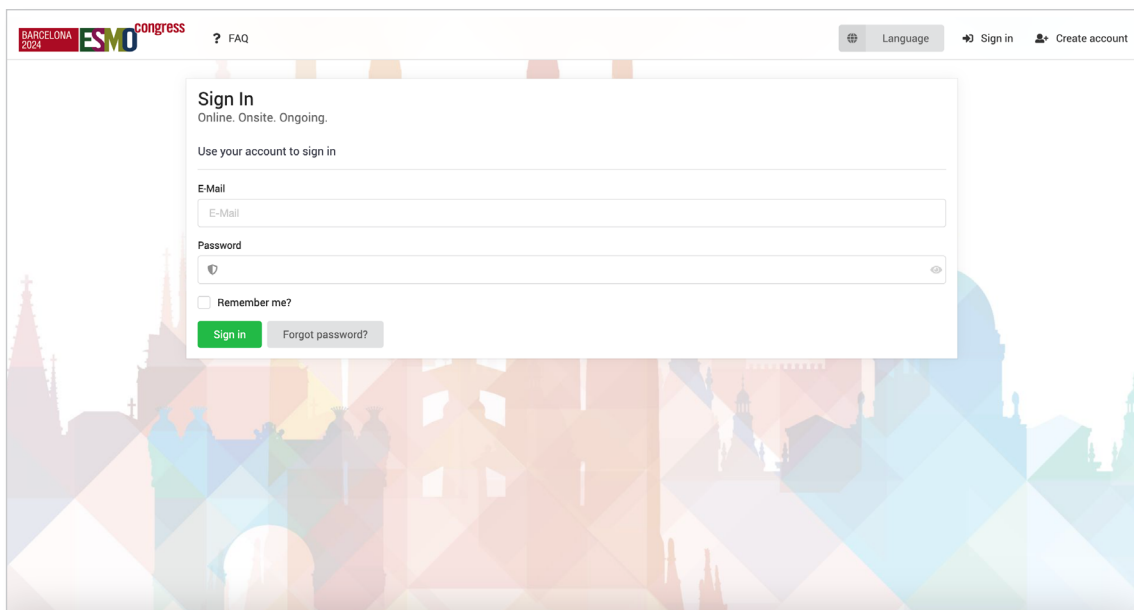 BARCELONA
2024
ESMO congress
? FAQ
Language
Sign in
Create account
Sign In
Online. Onsite. Ongoing.
Use your account to sign in
E-Mail
E-Mail
Password
Remember me?
Sign in
Forgot password?